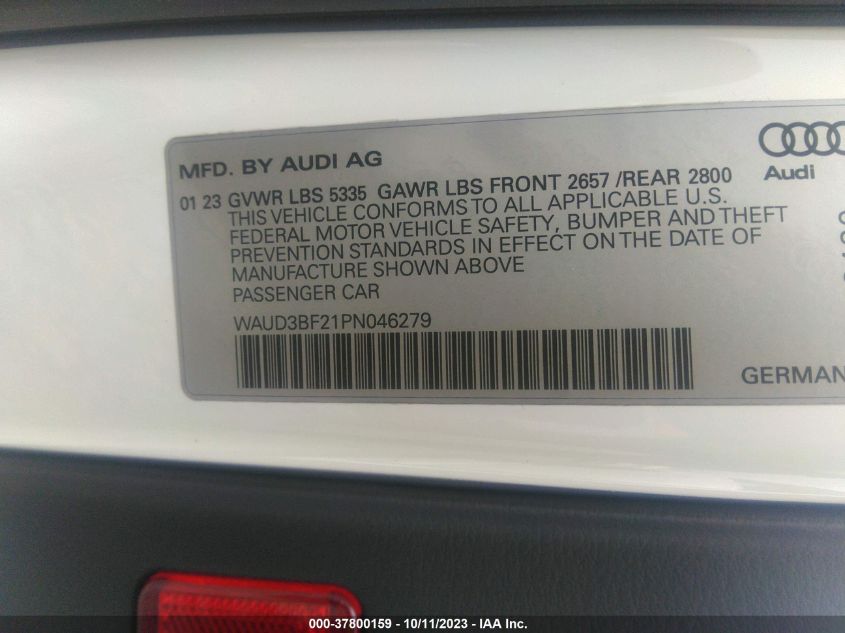 MFD. BY AUDI AG
Audi
01 23 GVWR LBS 5335 GAWR LBS FRONT 2657 /REAR 2800
THIS VEHICLE CONFORMS TO ALL APPLICABLE U.S.
FEDERAL MOTOR VEHICLE SAFETY, BUMPER AND THEFT
PREVENTION STANDARDS IN EFFECT ON THE DATE OF
MANUFACTURE SHOWN ABOVE
PASSENGER CAR
WAUD3BF21PN046279
GERMAN
000-37800159 - 10/11/2023 - IAA Inc.